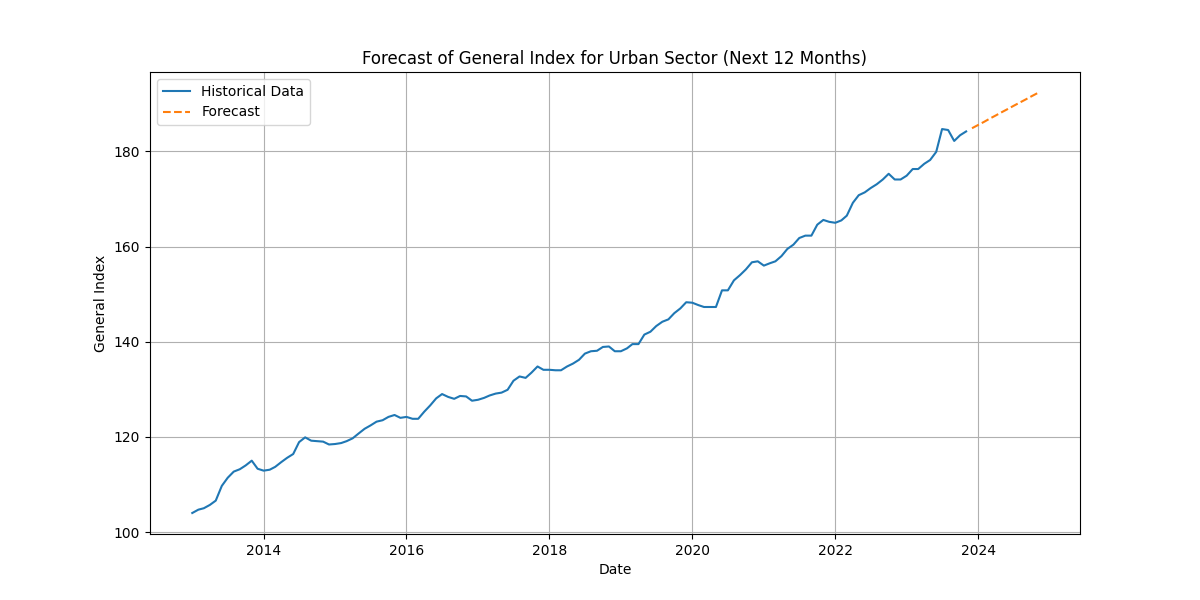 Forecast of General Index for Urban Sector (Next 12 Months)
Historical Data
Forecast
180
160
140
120
100
General Index
2014 2016 2018 2020 2022 2024
Date